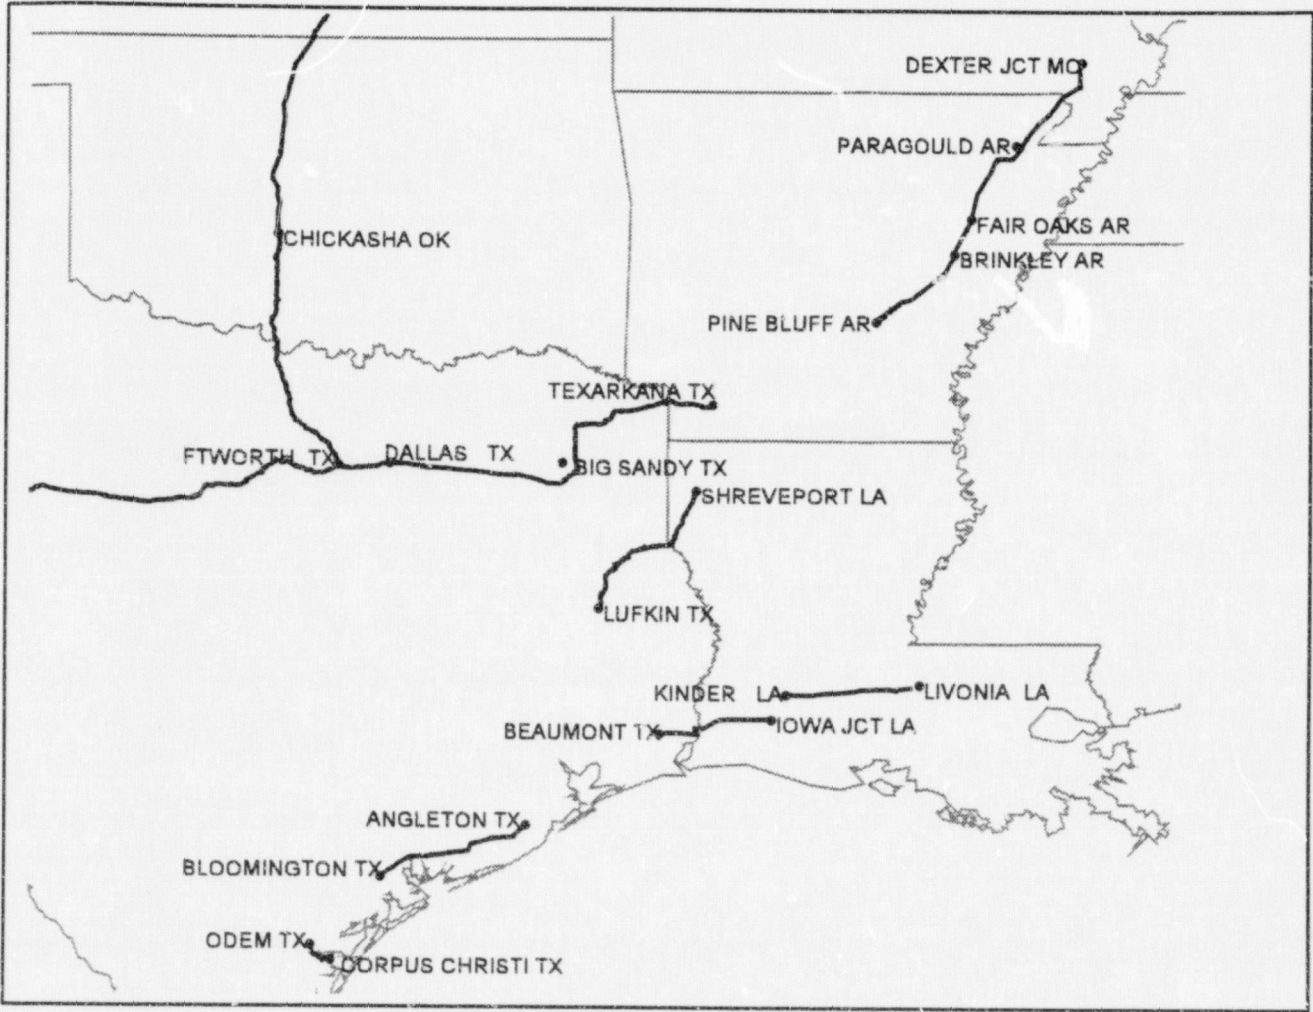 DEXTER JCT MO
PARAGOULD AR
FAIR OAKS AR
CHICKASHA OK
BRINKLEY AR
PINE BLUFF AR
TEXARKANA TX
FTWORTH TX
DALLAS TX
BIG SANDY TX
SHREVEPORT LA
LUFKIN TX
KINDER LA
LIVONIA LA
BEAUMONT TX
IOWA JCT LA
ANGLETON TX
BLOOMINGTON TX
ODEM TX
CORPUS CHRISTI TX